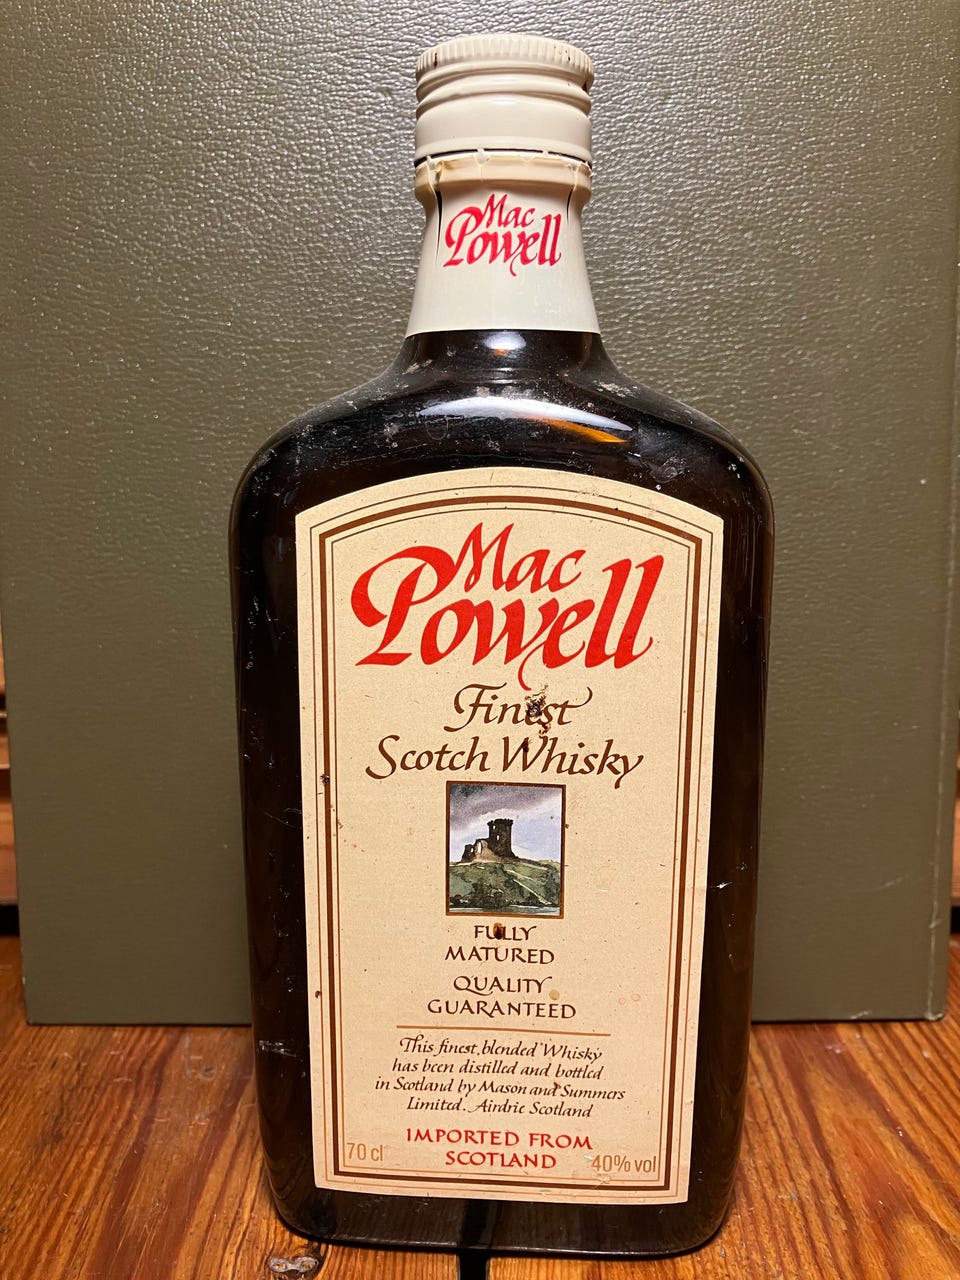 Mac
Powell
Mac
Powell
Finest
Scotch Whisky
FULLY
MATURED
QUALITY
GUARANTEED
This finest, blended Whisky
has been distilled and bottled
in Scotland by Mason and Summers
Limited. Airdrie Scotland
IMPORTED FROM
70 cl SCOTLAND 40% vol